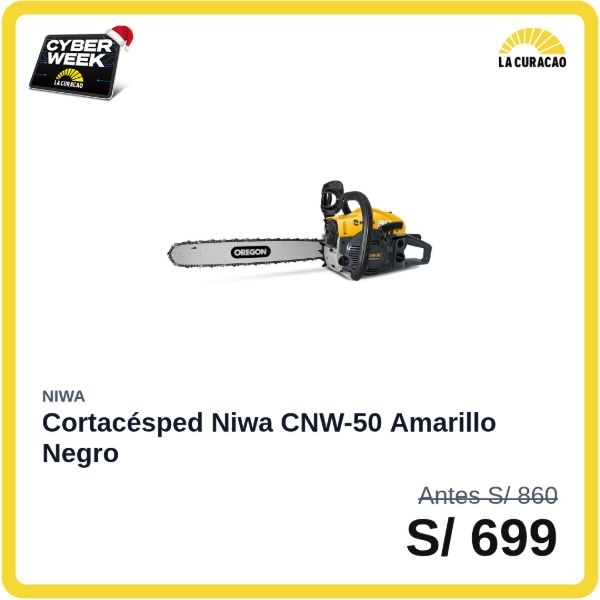 CYBER
WEEK
LA CURACAO
LA CURACAO
OREGON
NIWA
Cortacésped Niwa CNW-50 Amarillo
Negro
Antes S/ 860
S/ 699